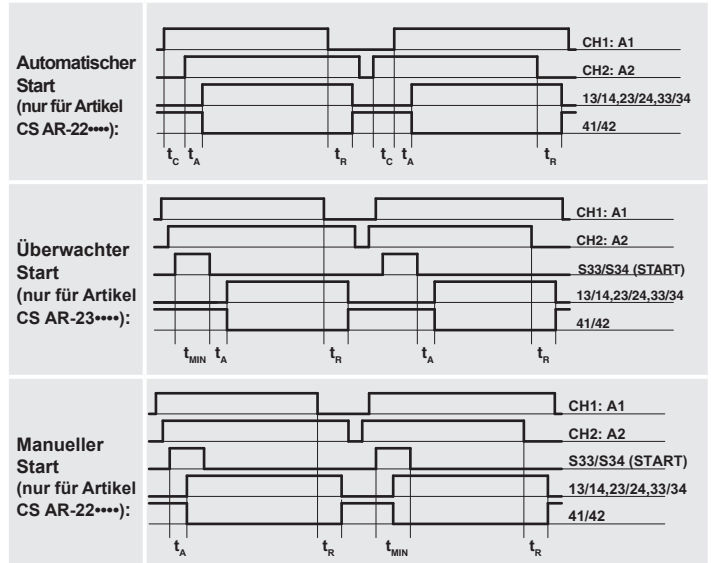 Automatischer
Start
(nur für Artikel
CS AR-22••••):
CH1: A1
CH2: A2
13/14,23/24,33/34
41/42
tC tA tR tC tA tR
Überwachter
Start
(nur für Artikel
CS AR-23••••):
CH1: A1
CH2: A2
S33/S34 (START)
13/14,23/24,33/34
41/42
tMIN tA tR tA tR
Manueller
Start
(nur für Artikel
CS AR-22••••):
CH1: A1
CH2: A2
S33/S34 (START)
13/14,23/24,33/34
41/42
tA tR tMIN tR